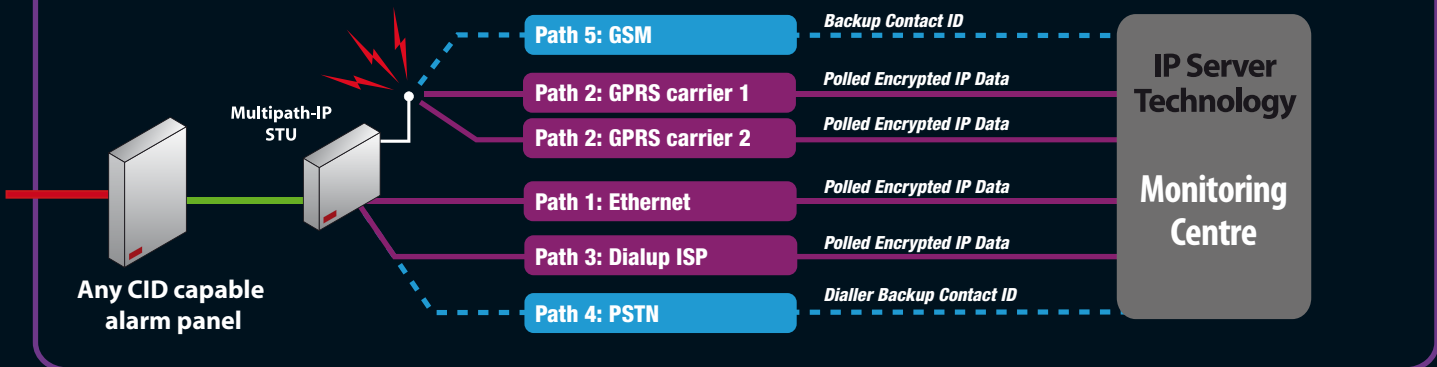 Path 5: GSM
Backup Contact ID
Path 2: GPRS carrier 1
Polled Encrypted IP Data
Path 2: GPRS carrier 2
Polled Encrypted IP Data
Path 1: Ethernet
Polled Encrypted IP Data
Path 3: Dialup ISP
Polled Encrypted IP Data
Path 4: PSTN
Dialler Backup Contact ID
Multipath-IP
STU
Any CID capable
alarm panel
IP Server
Technology
Monitoring
Centre